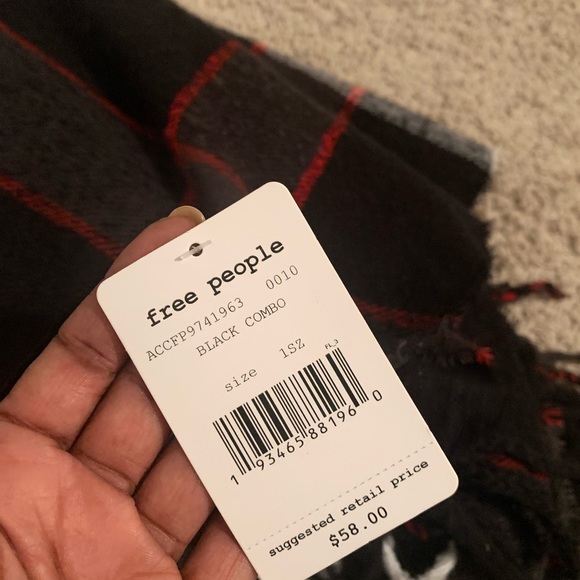 free people
ACCFP9741963 0010
BLACK COMBO
size 1SZ
1 93465 88196 0
suggested retail price
$58.00